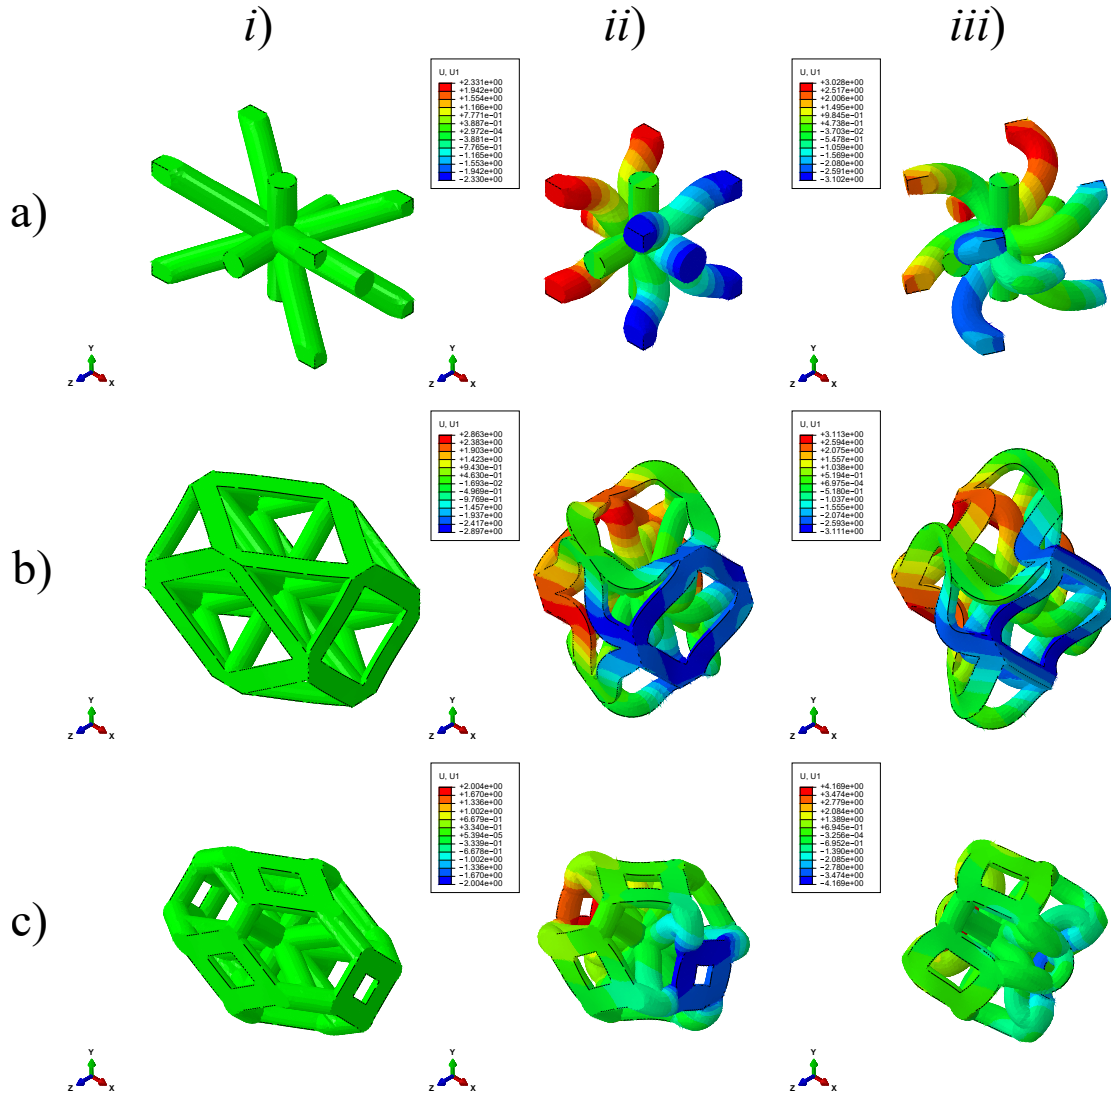 i) ii) iii)
a)
U, U1
+2.331e+00
+1.942e+00
+1.554e+00
+1.166e+00
+7.771e−01
+3.887e−01
+2.972e−04
−3.881e−01
−7.765e−01
−1.165e+00
−1.553e+00
−1.942e+00
−2.330e+00
U, U1
+3.028e+00
+2.517e+00
+2.006e+00
+1.495e+00
+9.845e−01
+4.738e−01
−3.703e−02
−5.478e−01
−1.059e+00
−1.569e+00
−2.080e+00
−2.591e+00
−3.102e+00
Y
Z X
Y
Z X
Y
Z X
b)
U, U1
+2.863e+00
+2.383e+00
+1.903e+00
+1.423e+00
+9.430e−01
+4.630e−01
−1.693e−02
−4.969e−01
−9.769e−01
−1.457e+00
−1.937e+00
−2.417e+00
−2.897e+00
U, U1
+3.113e+00
+2.594e+00
+2.075e+00
+1.557e+00
+1.038e+00
+5.194e−01
+6.975e−04
−5.180e−01
−1.037e+00
−1.555e+00
−2.074e+00
−2.593e+00
−3.111e+00
Y
Z X
Y
Z X
Y
Z X
c)
U, U1
+2.004e+00
+1.670e+00
+1.336e+00
+1.002e+00
+6.679e−01
+3.340e−01
+5.394e−05
−3.339e−01
−6.678e−01
−1.002e+00
−1.336e+00
−1.670e+00
−2.004e+00
U, U1
+4.169e+00
+3.474e+00
+2.779e+00
+2.084e+00
+1.389e+00
+6.945e−01
−3.256e−04
−6.952e−01
−1.390e+00
−2.085e+00
−2.780e+00
−3.474e+00
−4.169e+00
Y
Z X
Y
Z X
Y
Z X